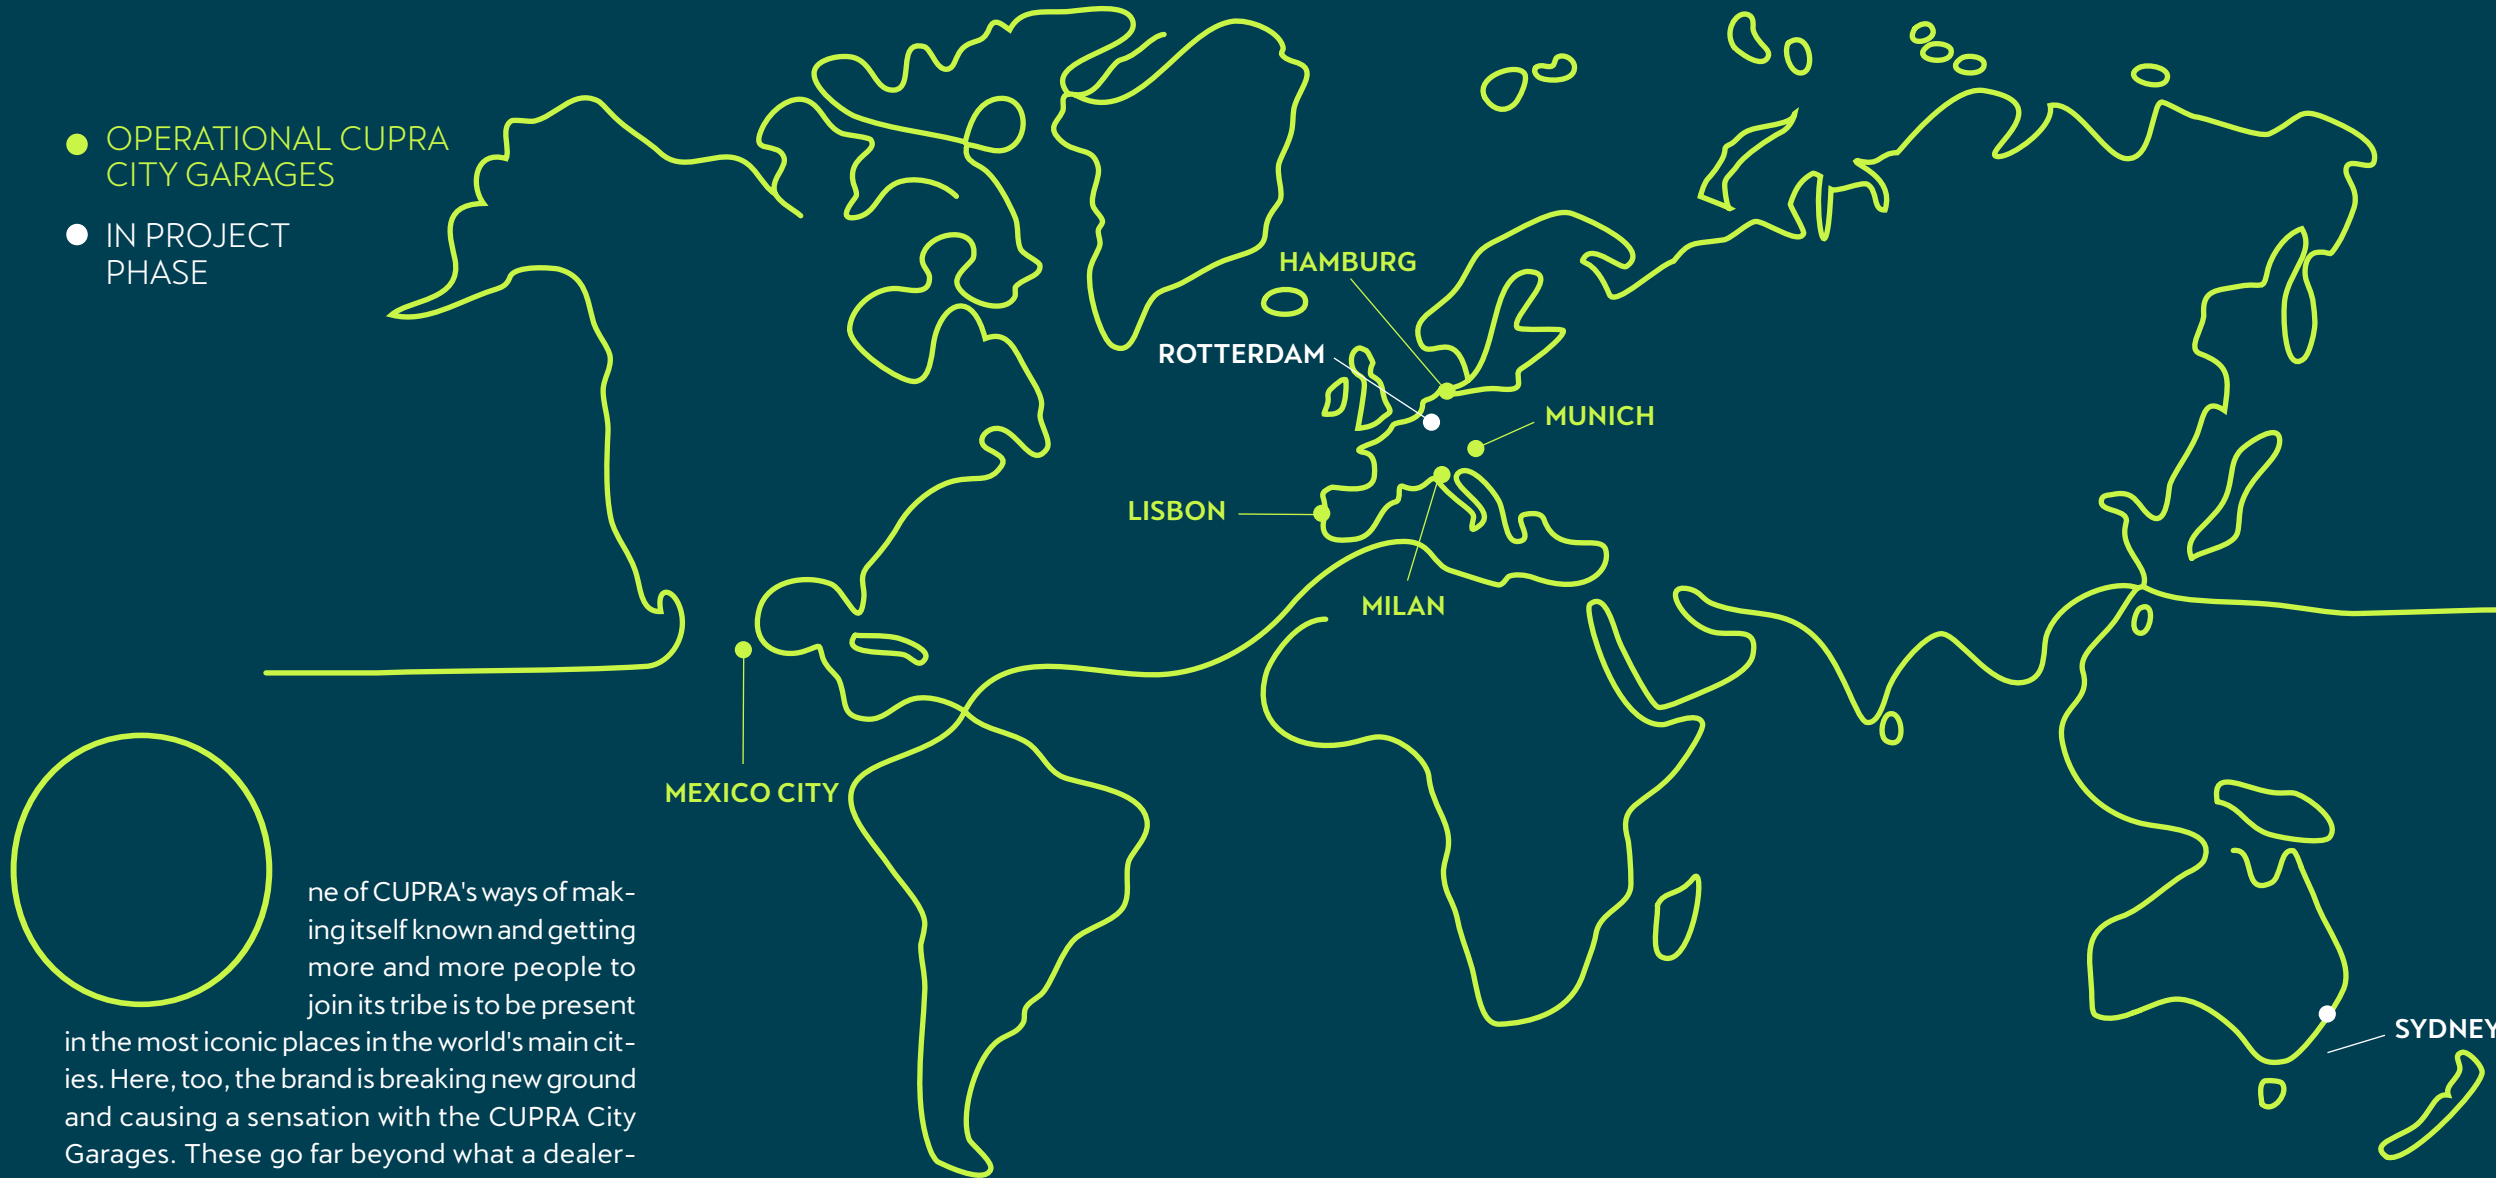 OPERATIONAL CUPRA
CITY GARAGES
IN PROJECT
PHASE
HAMBURG
ROTTERDAM
MUNICH
LISBON
MILAN
MEXICO CITY
SYDNEY
ne of CUPRA's ways of mak-
ing itself known and getting
more and more people to
join its tribe is to be present
in the most iconic places in the world's main cit-
ies. Here, too, the brand is breaking new ground
and causing a sensation with the CUPRA City
Garages. These go far beyond what a dealer-